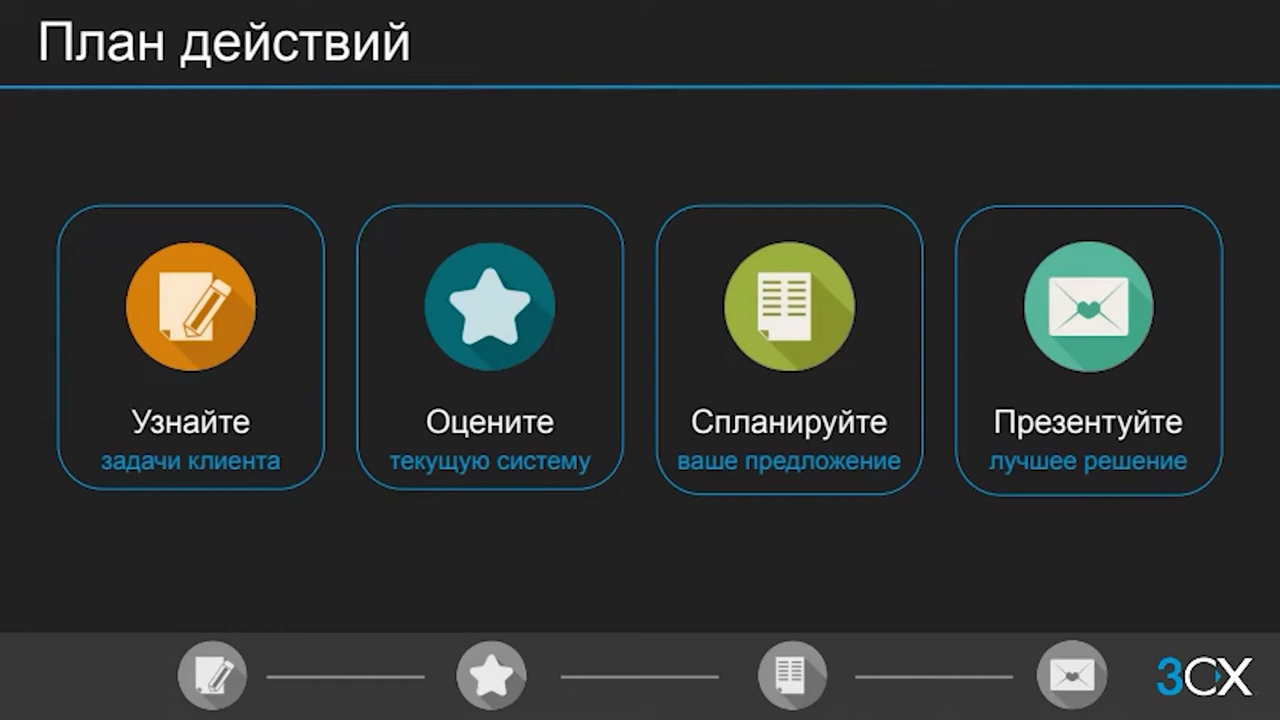 План действий
Узнайте
задачи клиента
Оцените
текущую систему
Спланируйте
ваше предложение
Презентуйте
лучшее решение
3CX